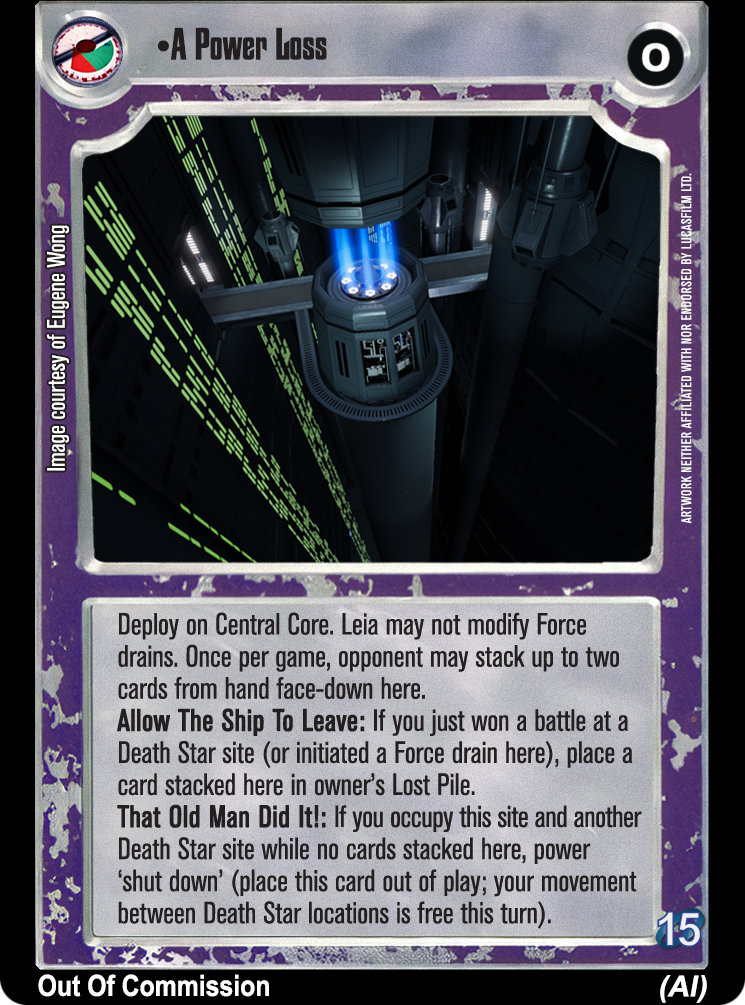 •A Power Loss
O
Image courtesy of Eugene Wong
ARTWORK NEITHER AFFILIATED WITH NOR ENDORSED BY LUCASFILM LTD.
Deploy on Central Core. Leia may not modify Force
drains. Once per game, opponent may stack up to two
cards from hand face-down here.
Allow The Ship To Leave: If you just won a battle at a
Death Star site (or initiated a Force drain here), place a
card stacked here in owner's Lost Pile.
That Old Man Did It!: If you occupy this site and another
Death Star site while no cards stacked here, power
‘shut down’ (place this card out of play; your movement
between Death Star locations is free this turn).
15
Out Of Commission
(AI)